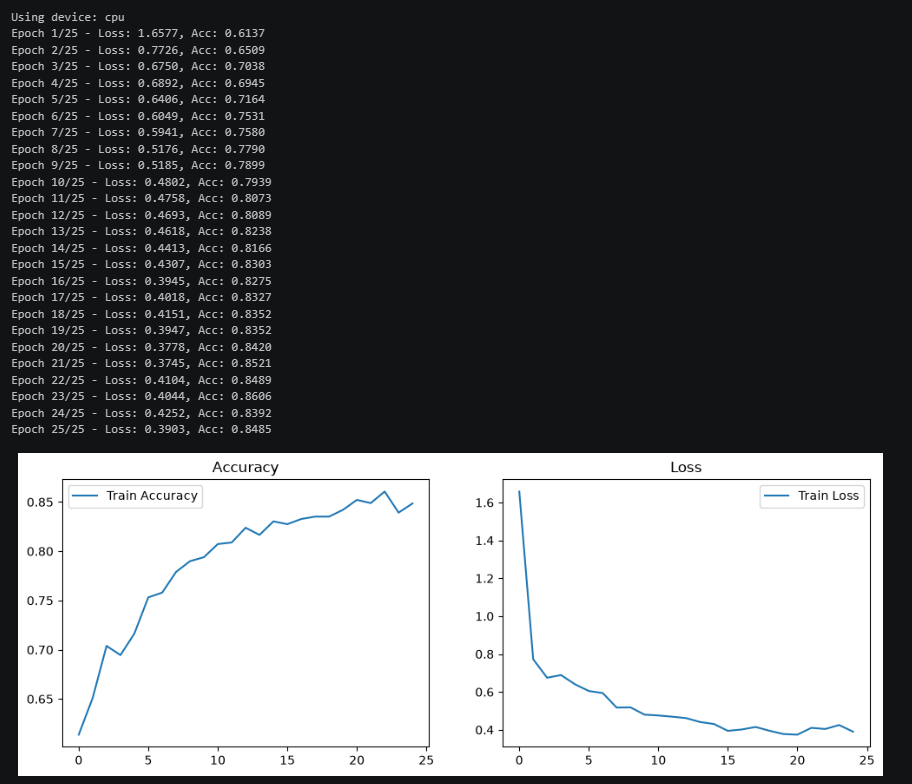 Using device: cpu
Epoch 1/25 - Loss: 1.6577, Acc: 0.6137
Epoch 2/25 - Loss: 0.7726, Acc: 0.6509
Epoch 3/25 - Loss: 0.6750, Acc: 0.7038
Epoch 4/25 - Loss: 0.6892, Acc: 0.6945
Epoch 5/25 - Loss: 0.6406, Acc: 0.7164
Epoch 6/25 - Loss: 0.6049, Acc: 0.7531
Epoch 7/25 - Loss: 0.5941, Acc: 0.7580
Epoch 8/25 - Loss: 0.5176, Acc: 0.7790
Epoch 9/25 - Loss: 0.5185, Acc: 0.7899
Epoch 10/25 - Loss: 0.4802, Acc: 0.7939
Epoch 11/25 - Loss: 0.4758, Acc: 0.8073
Epoch 12/25 - Loss: 0.4693, Acc: 0.8089
Epoch 13/25 - Loss: 0.4618, Acc: 0.8238
Epoch 14/25 - Loss: 0.4413, Acc: 0.8166
Epoch 15/25 - Loss: 0.4307, Acc: 0.8303
Epoch 16/25 - Loss: 0.3945, Acc: 0.8275
Epoch 17/25 - Loss: 0.4018, Acc: 0.8327
Epoch 18/25 - Loss: 0.4151, Acc: 0.8352
Epoch 19/25 - Loss: 0.3947, Acc: 0.8352
Epoch 20/25 - Loss: 0.3778, Acc: 0.8420
Epoch 21/25 - Loss: 0.3745, Acc: 0.8521
Epoch 22/25 - Loss: 0.4104, Acc: 0.8489
Epoch 23/25 - Loss: 0.4044, Acc: 0.8606
Epoch 24/25 - Loss: 0.4252, Acc: 0.8392
Epoch 25/25 - Loss: 0.3903, Acc: 0.8485
Accuracy
Train Accuracy
0.85
0.80
0.75
0.70
0.65
0 5 10 15 20 25
Loss
Train Loss
1.6
1.4
1.2
1.0
0.8
0.6
0.4
0 5 10 15 20 25